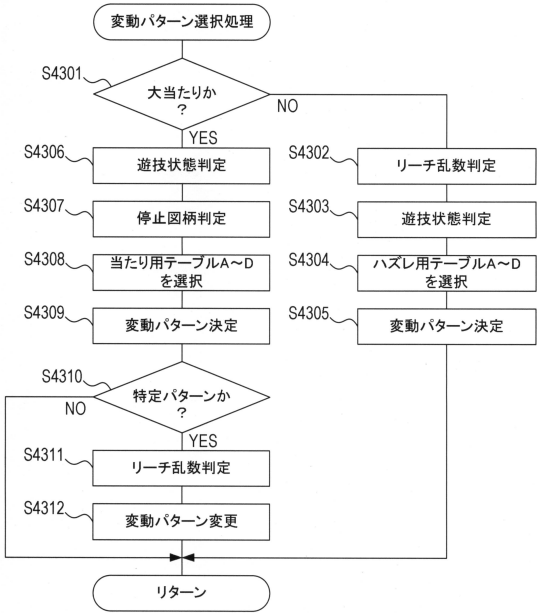 変動パターン選択処理
S4301
大当たりか
?
NO
YES
S4306
遊技状態判定
S4307
停止図柄判定
S4308
当たり用テーブルA～D
を選択
S4309
変動パターン決定
S4302
リーチ乱数判定
S4303
遊技状態判定
S4304
ハズレ用テーブルA～D
を選択
S4305
変動パターン決定
S4310
特定パターンか
?
NO
YES
S4311
リーチ乱数判定
S4312
変動パターン変更
リターン